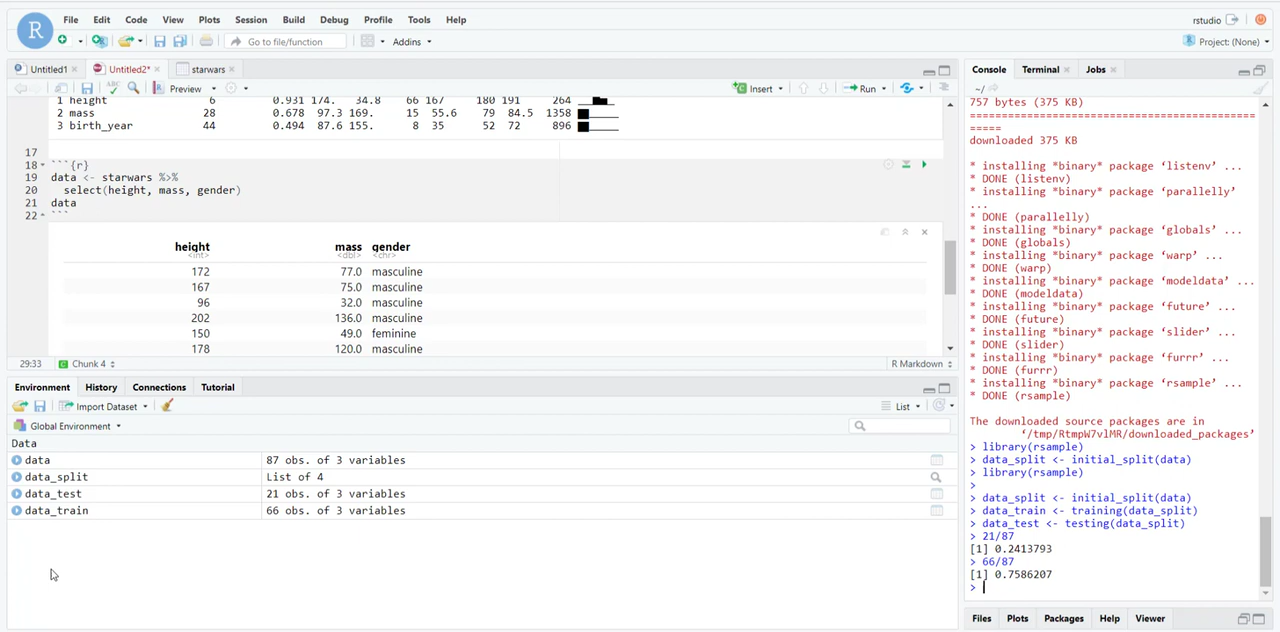 File Edit Code View Plots Session Build Debug Profile Tools Help
rstudio
R
Go to file/function
Addins
Project: (None)
Untitled1 Untitled2* starwars
Preview
Insert
Run
1 height 6 0.931 174. 34.8 66 167 180 191 264
2 mass 28 0.678 97.3 169. 15 55.6 79 84.5 1358
3 birth_year 44 0.494 87.6 155. 8 35 52 72 896
17
18 ```{r}
19 data <- starwars %>%
20 select(height, mass, gender)
21 data
22 ```
height mass gender
<int> <dbl> <chr>
172 77.0 masculine
167 75.0 masculine
96 32.0 masculine
202 136.0 masculine
150 49.0 feminine
178 120.0 masculine
29:33 Chunk 4 R Markdown
Environment History Connections Tutorial
Import Dataset
List
Global Environment
Data
data 87 obs. of 3 variables
data_split List of 4
data_test 21 obs. of 3 variables
data_train 66 obs. of 3 variables
Console Terminal Jobs
~/
757 bytes (375 KB)
=============================================
=====
downloaded 375 KB
* installing *binary* package ‘listenv’ ...
* DONE (listenv)
* installing *binary* package ‘parallelly’
...
* DONE (parallelly)
* installing *binary* package ‘globals’ ...
* DONE (globals)
* installing *binary* package ‘warp’ ...
* DONE (warp)
* installing *binary* package ‘modeldata’ ...
* DONE (modeldata)
* installing *binary* package ‘future’ ...
* DONE (future)
* installing *binary* package ‘slider’ ...
* DONE (slider)
* installing *binary* package ‘furrr’ ...
* DONE (furrr)
* installing *binary* package ‘rsample’ ...
* DONE (rsample)
The downloaded source packages are in
‘/tmp/RtmpW7vlMR/downloaded_packages’
> library(rsample)
> data_split <- initial_split(data)
> library(rsample)
>
> data_split <- initial_split(data)
> data_train <- training(data_split)
> data_test <- testing(data_split)
> 21/87
[1] 0.2413793
> 66/87
[1] 0.7586207
>
Files Plots Packages Help Viewer